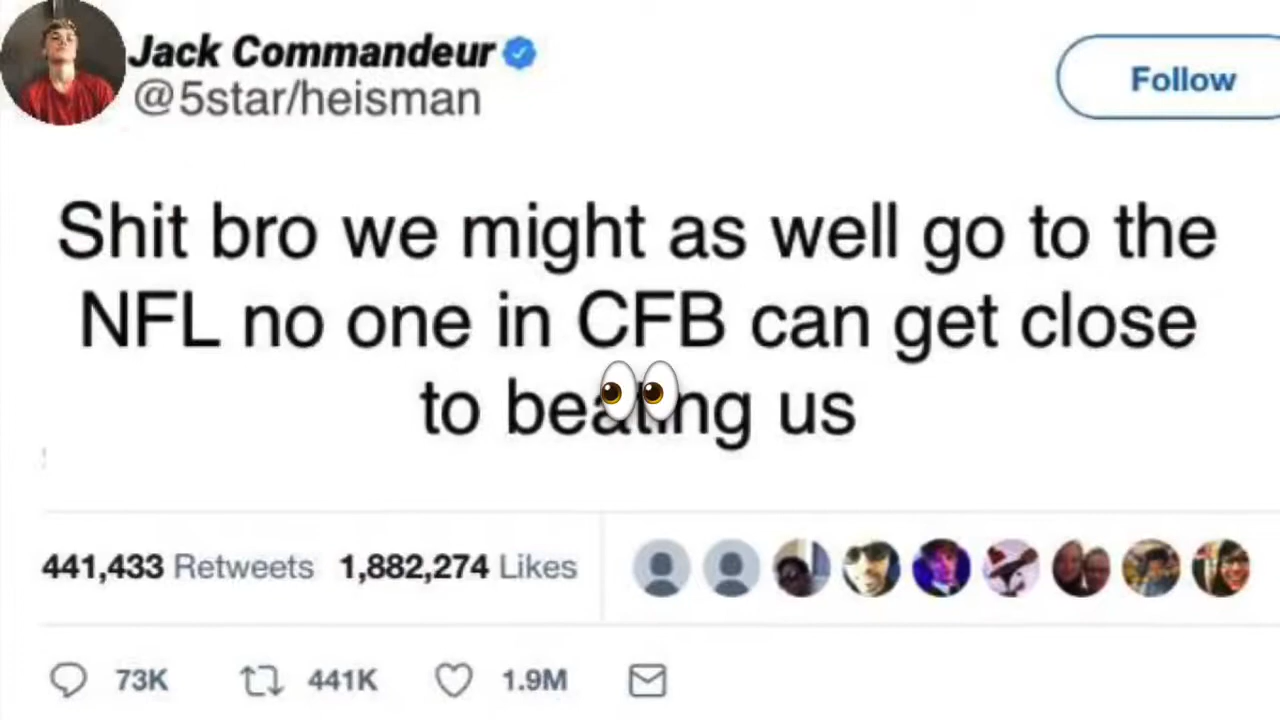 Jack Commandeur
@5star/heisman
Follow
Shit bro we might as well go to the
NFL no one in CFB can get close
to beating us
441,433 Retweets 1,882,274 Likes
73K 441K 1.9M